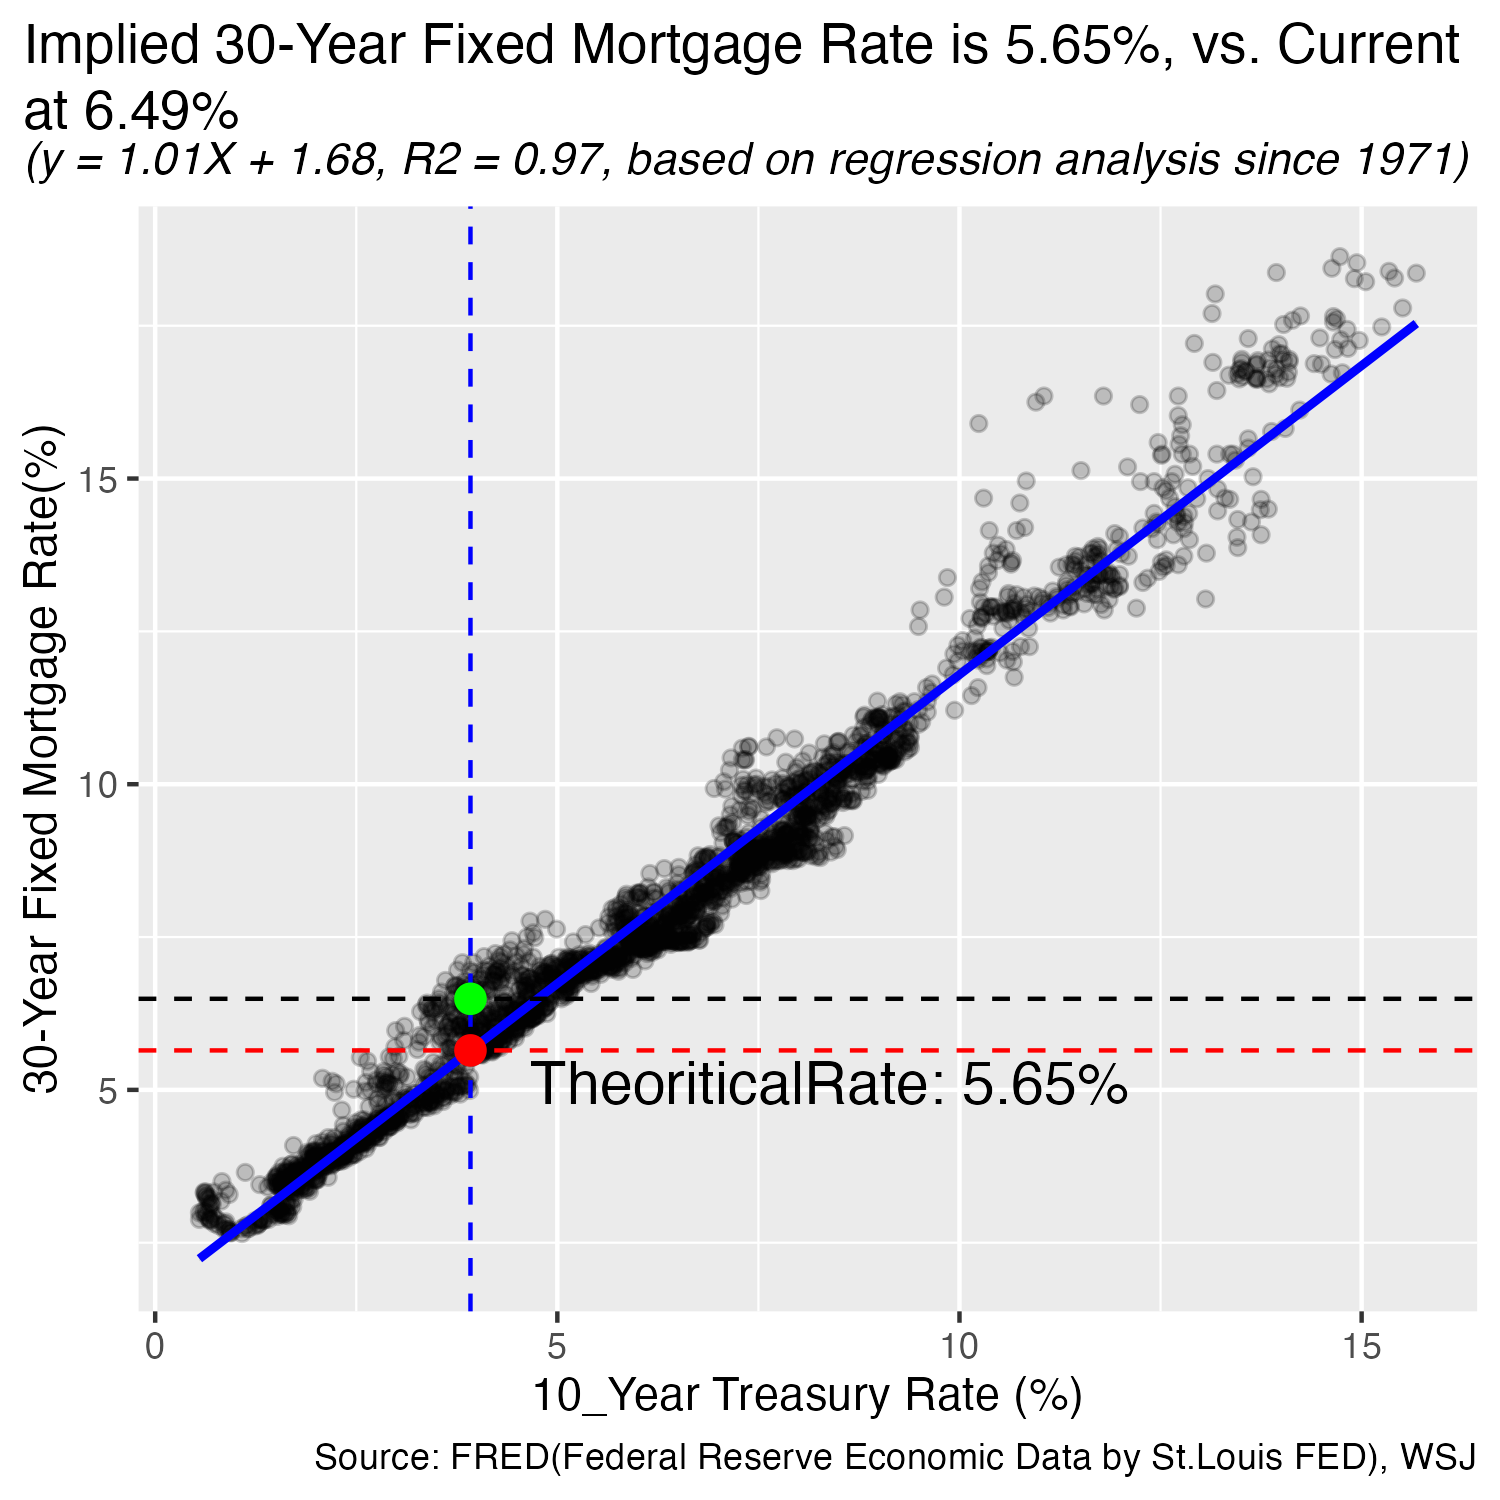 Implied 30-Year Fixed Mortgage Rate is 5.65%, vs. Current
at 6.49%
(y = 1.01X + 1.68, R2 = 0.97, based on regression analysis since 1971)
30-Year Fixed Mortgage Rate(%)
15
10
5
TheoriticalRate: 5.65%
0
5
10
15
10_Year Treasury Rate (%)
Source: FRED(Federal Reserve Economic Data by St.Louis FED), WSJ